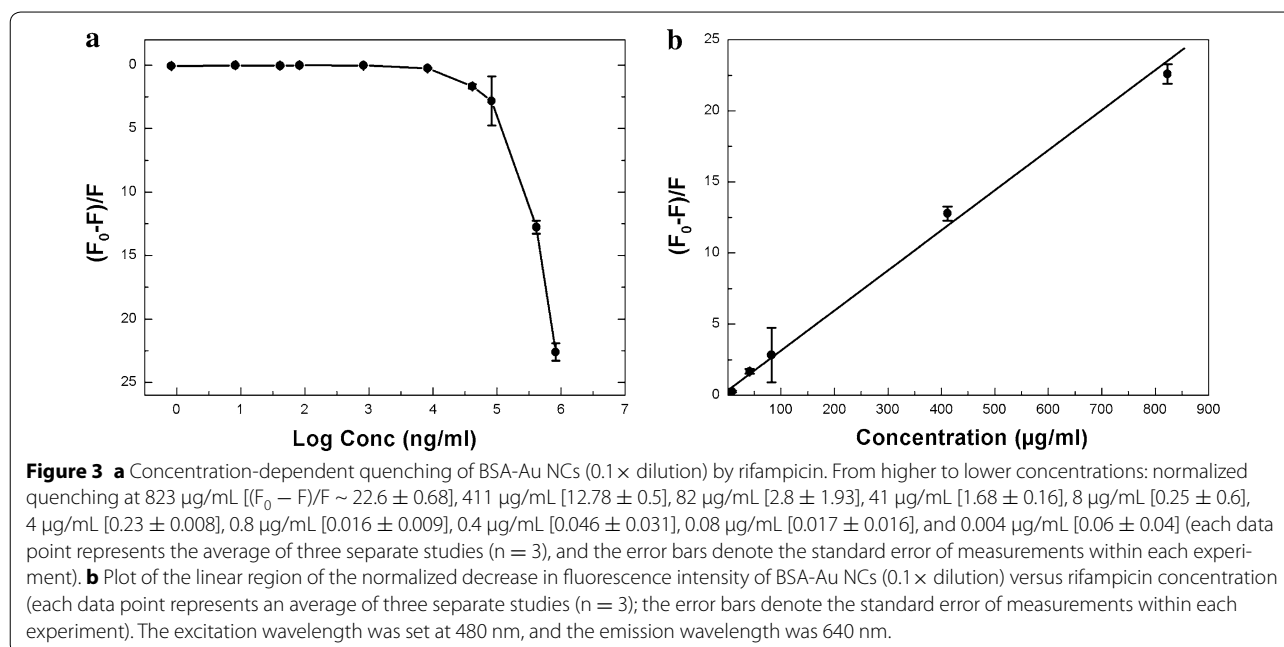 a
0
5
10
15
20
25
(F0-F)/F
0 1 2 3 4 5 6 7
Log Conc (ng/ml)
b
25
20
15
10
5
0
(F0-F)/F
100 200 300 400 500 600 700 800 900
Concentration (µg/ml)
Figure 3 a Concentration-dependent quenching of BSA-Au NCs (0.1× dilution) by rifampicin. From higher to lower concentrations: normalized
quenching at 823 µg/mL [(F0 − F)/F ~ 22.6 ± 0.68], 411 µg/mL [12.78 ± 0.5], 82 µg/mL [2.8 ± 1.93], 41 µg/mL [1.68 ± 0.16], 8 µg/mL [0.25 ± 0.6],
4 µg/mL [0.23 ± 0.008], 0.8 µg/mL [0.016 ± 0.009], 0.4 µg/mL [0.046 ± 0.031], 0.08 µg/mL [0.017 ± 0.016], and 0.004 µg/mL [0.06 ± 0.04] (each data
point represents the average of three separate studies (n = 3), and the error bars denote the standard error of measurements within each experi-
ment). b Plot of the linear region of the normalized decrease in fluorescence intensity of BSA-Au NCs (0.1× dilution) versus rifampicin concentration
(each data point represents an average of three separate studies (n = 3); the error bars denote the standard error of measurements within each
experiment). The excitation wavelength was set at 480 nm, and the emission wavelength was 640 nm.